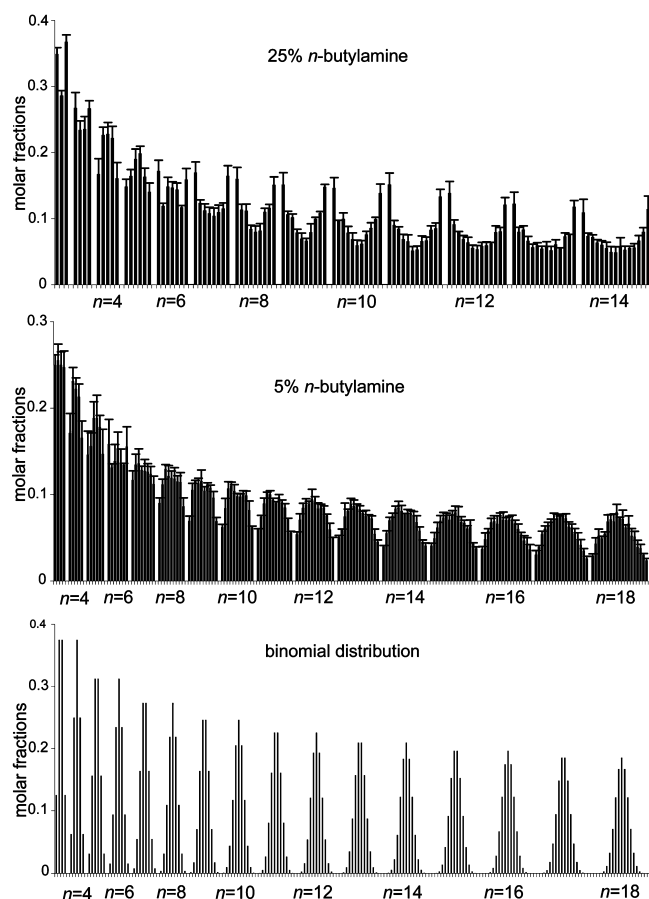 25% n-butylamine
molar fractions
0.4
0.3
0.2
0.1
0
n=4 n=6 n=8 n=10 n=12 n=14
5% n-butylamine
molar fractions
0.3
0.2
0.1
0
n=4 n=6 n=8 n=10 n=12 n=14 n=16 n=18
binomial distribution
molar fractions
0.4
0.3
0.2
0.1
0
n=4 n=6 n=8 n=10 n=12 n=14 n=16 n=18